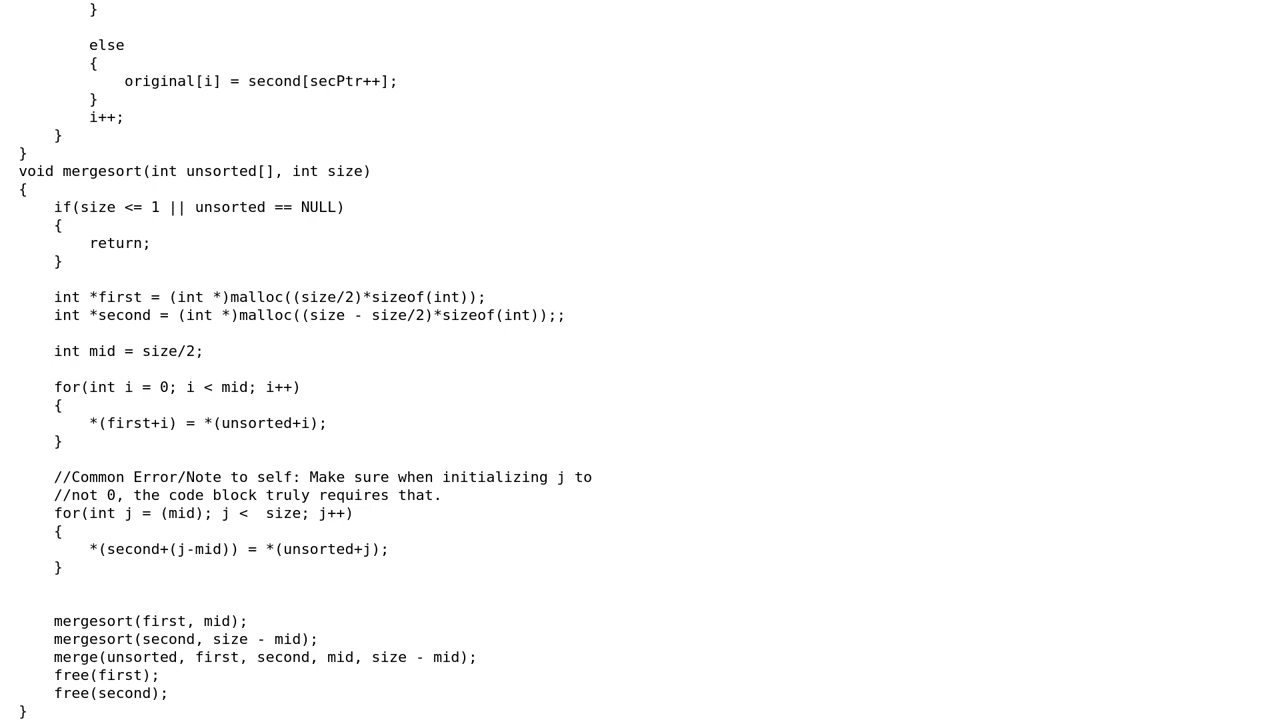 }

        else
        {
            original[i] = second[secPtr++];
        }
        i++;
    }
}
void mergesort(int unsorted[], int size)
{
    if(size <= 1 || unsorted == NULL)
    {
        return;
    }

    int *first = (int *)malloc((size/2)*sizeof(int));
    int *second = (int *)malloc((size - size/2)*sizeof(int));;

    int mid = size/2;

    for(int i = 0; i < mid; i++)
    {
        *(first+i) = *(unsorted+i);
    }

    //Common Error/Note to self: Make sure when initializing j to
    //not 0, the code block truly requires that.
    for(int j = (mid); j <  size; j++)
    {
        *(second+(j-mid)) = *(unsorted+j);
    }


    mergesort(first, mid);
    mergesort(second, size - mid);
    merge(unsorted, first, second, mid, size - mid);
    free(first);
    free(second);
}